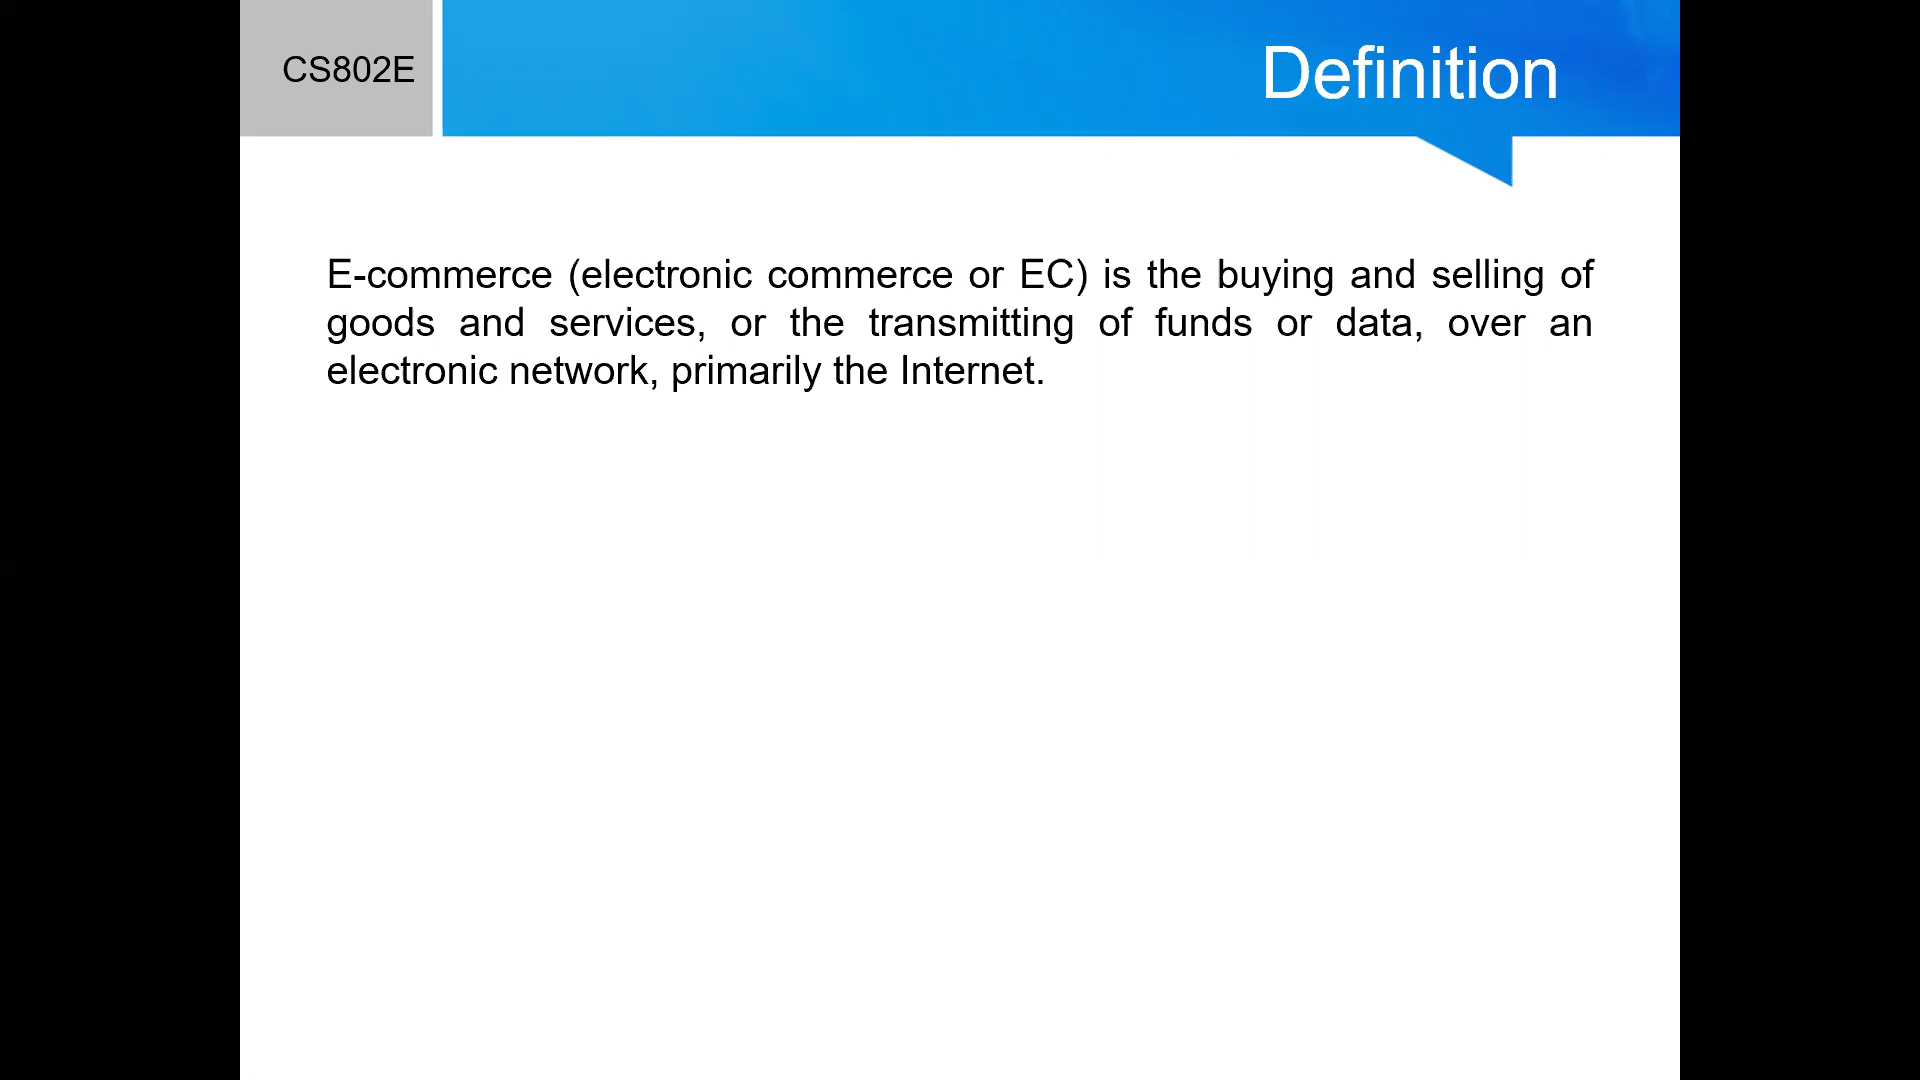 CS802E
Definition
E-commerce (electronic commerce or EC) is the buying and selling of
goods and services, or the transmitting of funds or data, over an
electronic network, primarily the Internet.